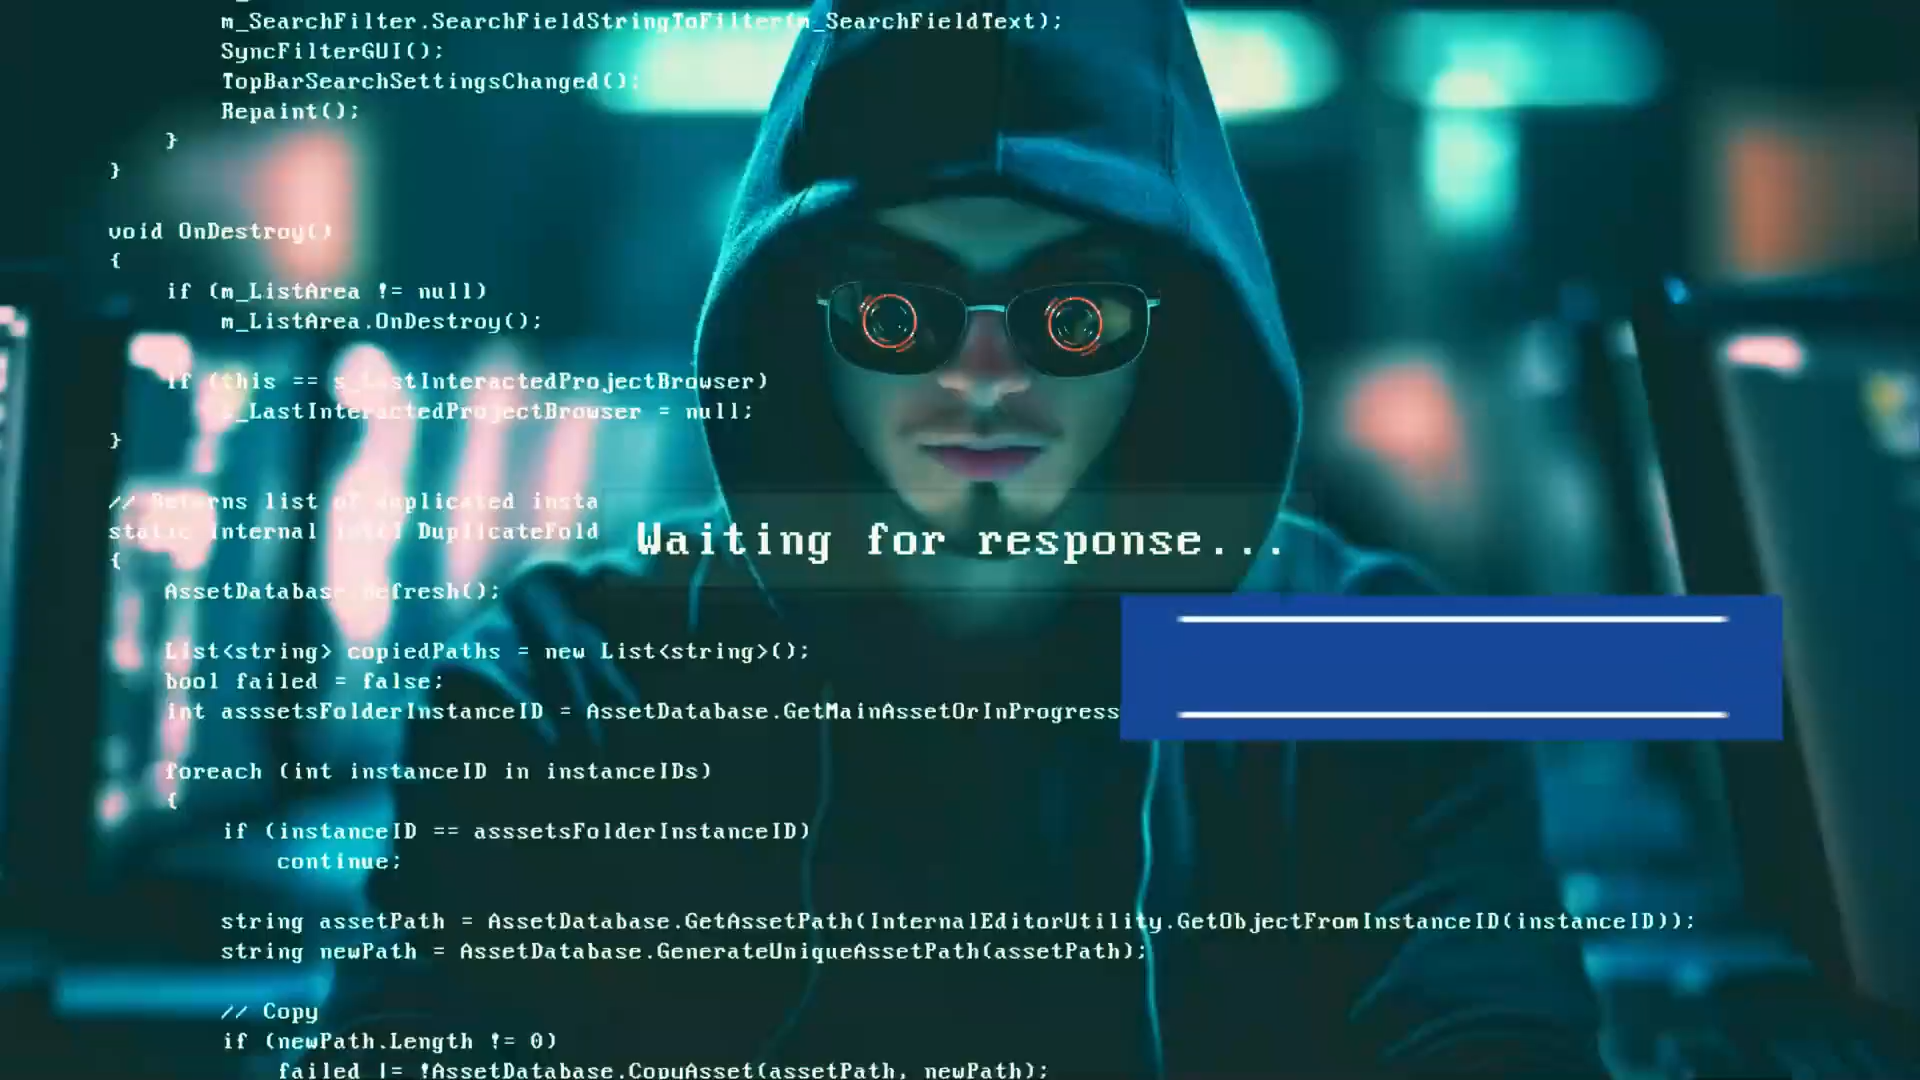 m_SearchFilter.SearchFieldStringToFilter(m_SearchFieldText);
SyncFilterGUI();
TopBarSearchSettingsChanged();
Repaint();
}
}
void OnDestroy()
{
if (m_ListArea != null)
m_ListArea.OnDestroy();
if (this == s_LastInteractedProjectBrowser)
s_LastInteractedProjectBrowser = null;
}
// Returns list of duplicated insta
static internal int[] DuplicateFold
Waiting for response...
{
AssetDatabase.Refresh();
List<string> copiedPaths = new List<string>();
bool failed = false;
int asssetsFolderInstanceID = AssetDatabase.GetMainAssetOrInProgress
foreach (int instanceID in instanceIDs)
{
if (instanceID == asssetsFolderInstanceID)
continue;
string assetPath = AssetDatabase.GetAssetPath(InternalEditorUtility.GetObjectFromInstanceID(instanceID));
string newPath = AssetDatabase.GenerateUniqueAssetPath(assetPath);
// Copy
if (newPath.Length != 0)
failed |= !AssetDatabase.CopyAsset(assetPath, newPath);